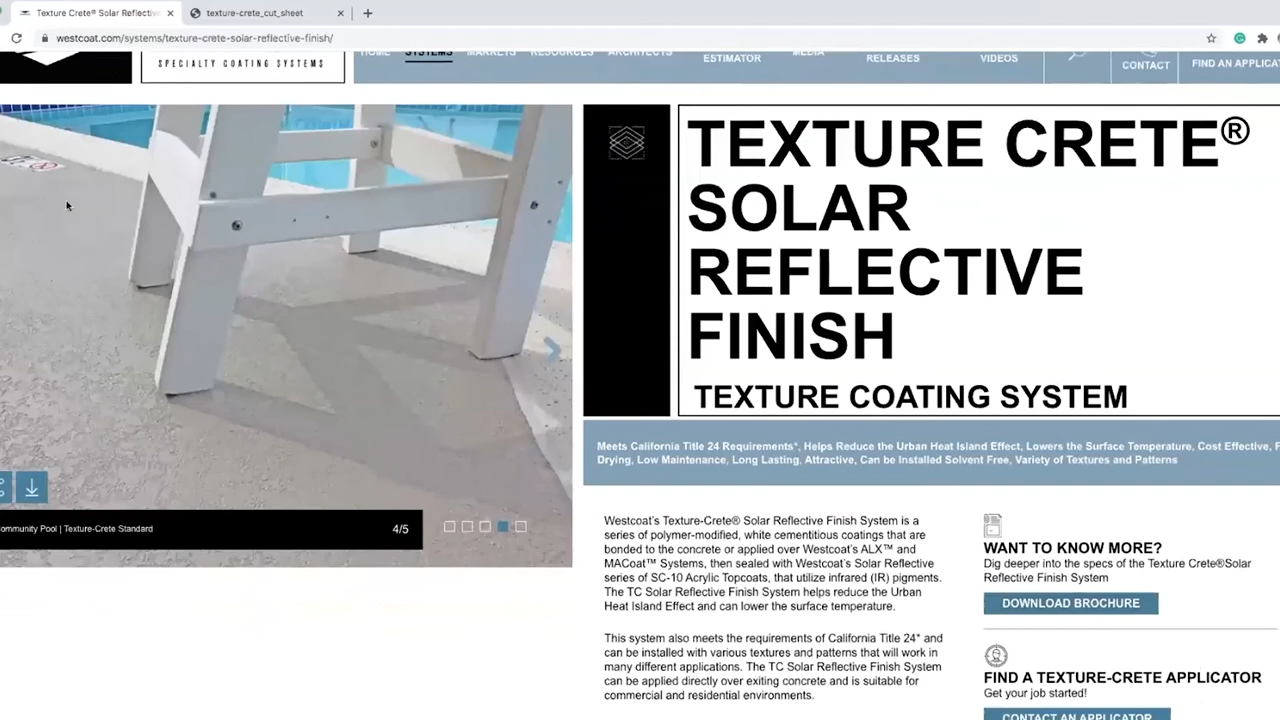 Texture Crete® Solar Reflective
texture-crete_cut_sheet
westcoat.com/systems/texture-crete-solar-reflective-finish/
SPECIALTY COATING SYSTEMS
HOME
SYSTEMS
MARKETS
RESOURCES
ARCHITECTS
ESTIMATOR
MEDIA
RELEASES
VIDEOS
CONTACT
FIND AN APPLICA
TEXTURE CRETE®
SOLAR
REFLECTIVE
FINISH
TEXTURE COATING SYSTEM
Meets California Title 24 Requirements*, Helps Reduce the Urban Heat Island Effect, Lowers the Surface Temperature, Cost Effective, F
Drying, Low Maintenance, Long Lasting, Attractive, Can be Installed Solvent Free, Variety of Textures and Patterns
ommunity Pool | Texture-Crete Standard
4/5
Westcoat's Texture-Crete® Solar Reflective Finish System is a
series of polymer-modified, white cementitious coatings that are
bonded to the concrete or applied over Westcoat's ALX™ and
MACoat™ Systems, then sealed with Westcoat's Solar Reflective
series of SC-10 Acrylic Topcoats, that utilize infrared (IR) pigments.
The TC Solar Reflective Finish System helps reduce the Urban
Heat Island Effect and can lower the surface temperature.
This system also meets the requirements of California Title 24* and
can be installed with various textures and patterns that will work in
many different applications. The TC Solar Reflective Finish System
can be applied directly over exiting concrete and is suitable for
commercial and residential environments.
WANT TO KNOW MORE?
Dig deeper into the specs of the Texture Crete®Solar
Reflective Finish System
DOWNLOAD BROCHURE
FIND A TEXTURE-CRETE APPLICATOR
Get your job started!
CONTACT AN APPLICATOR